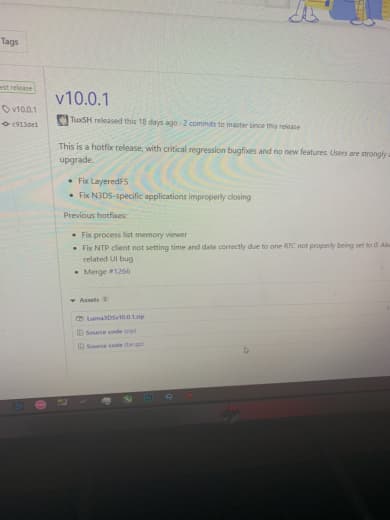 Tags
est release
v10.0.1
v10.0.1
TuxSH released this 18 days ago · 2 commits to master since this release
c913de1
This is a hotfix release, with critical regression bugfixes and no new features. Users are strongly
upgrade.
• Fix LayeredFS
• Fix N3DS-specific applications improperly closing
Previous hotfixes:
• Fix process list memory viewer
• Fix NTP client not setting time and date correctly due to one RTC not properly being set to 0. Als
related UI bug
• Merge #1266
Assets 3
Luma3DSv10.0.1.zip
Source code (zip)
Source code (tar.gz)